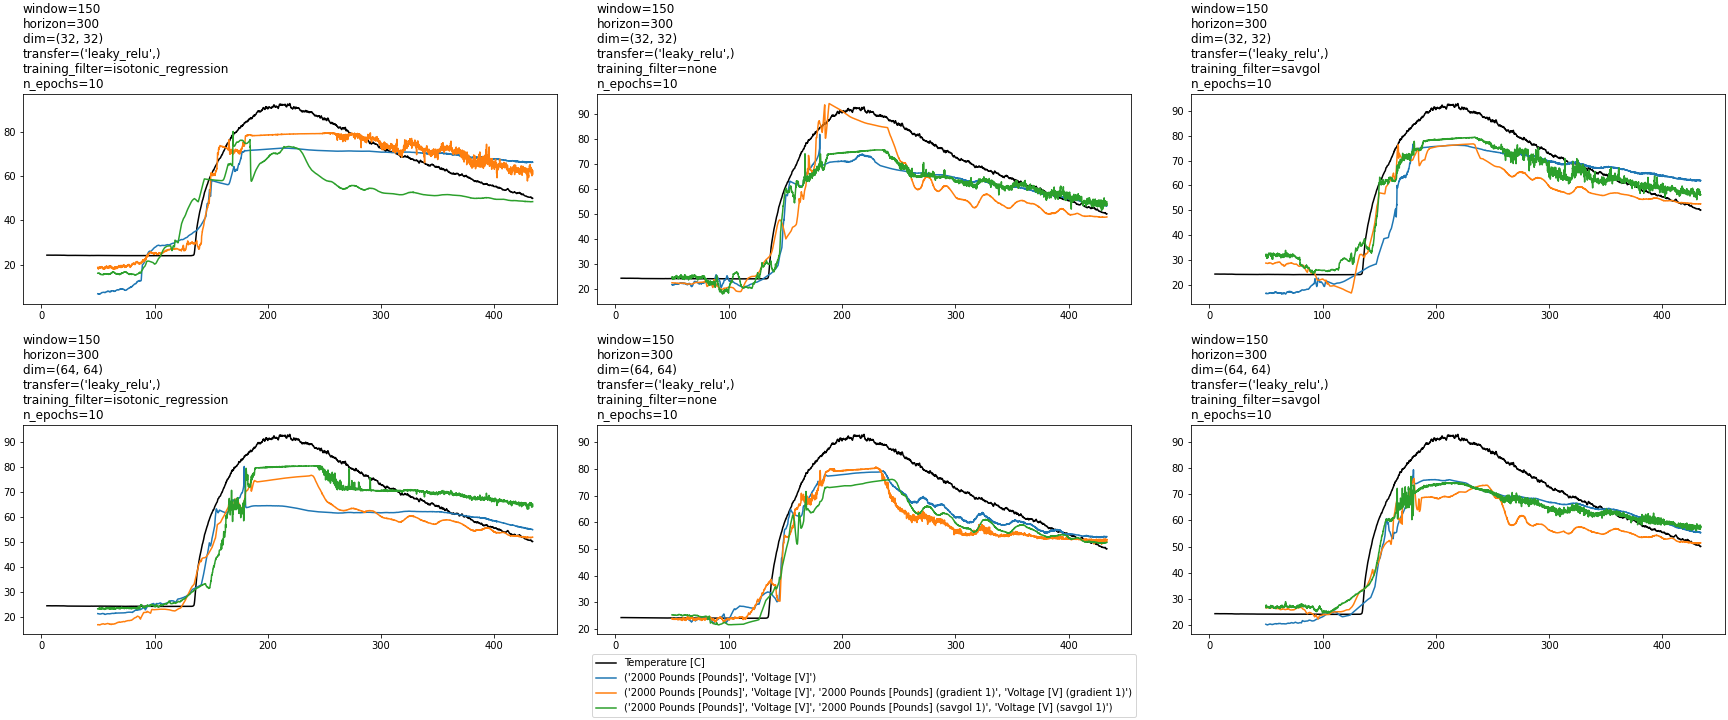 window=150
horizon=300
dim=(32, 32)
transfer=('leaky_relu',)
training_filter=isotonic_regression
n_epochs=10
80
60
40
20
0
100
200
300
400
window=150
horizon=300
dim=(32, 32)
transfer=('leaky_relu',)
training_filter=none
n_epochs=10
90
80
70
60
50
40
30
20
0
100
200
300
400
window=150
horizon=300
dim=(32, 32)
transfer=('leaky_relu',)
training_filter=savgol
n_epochs=10
90
80
70
60
50
40
30
20
0
100
200
300
400
window=150
horizon=300
dim=(64, 64)
transfer=('leaky_relu',)
training_filter=isotonic_regression
n_epochs=10
90
80
70
60
50
40
30
20
0
100
200
300
400
window=150
horizon=300
dim=(64, 64)
transfer=('leaky_relu',)
training_filter=none
n_epochs=10
90
80
70
60
50
40
30
20
0
100
200
300
400
window=150
horizon=300
dim=(64, 64)
transfer=('leaky_relu',)
training_filter=savgol
n_epochs=10
90
80
70
60
50
40
30
20
0
100
200
300
400
Temperature [C]
('2000 Pounds [Pounds]', 'Voltage [V]')
('2000 Pounds [Pounds]', 'Voltage [V]', '2000 Pounds [Pounds] (gradient 1)', 'Voltage [V] (gradient 1)')
('2000 Pounds [Pounds]', 'Voltage [V]', '2000 Pounds [Pounds] (savgol 1)', 'Voltage [V] (savgol 1)')